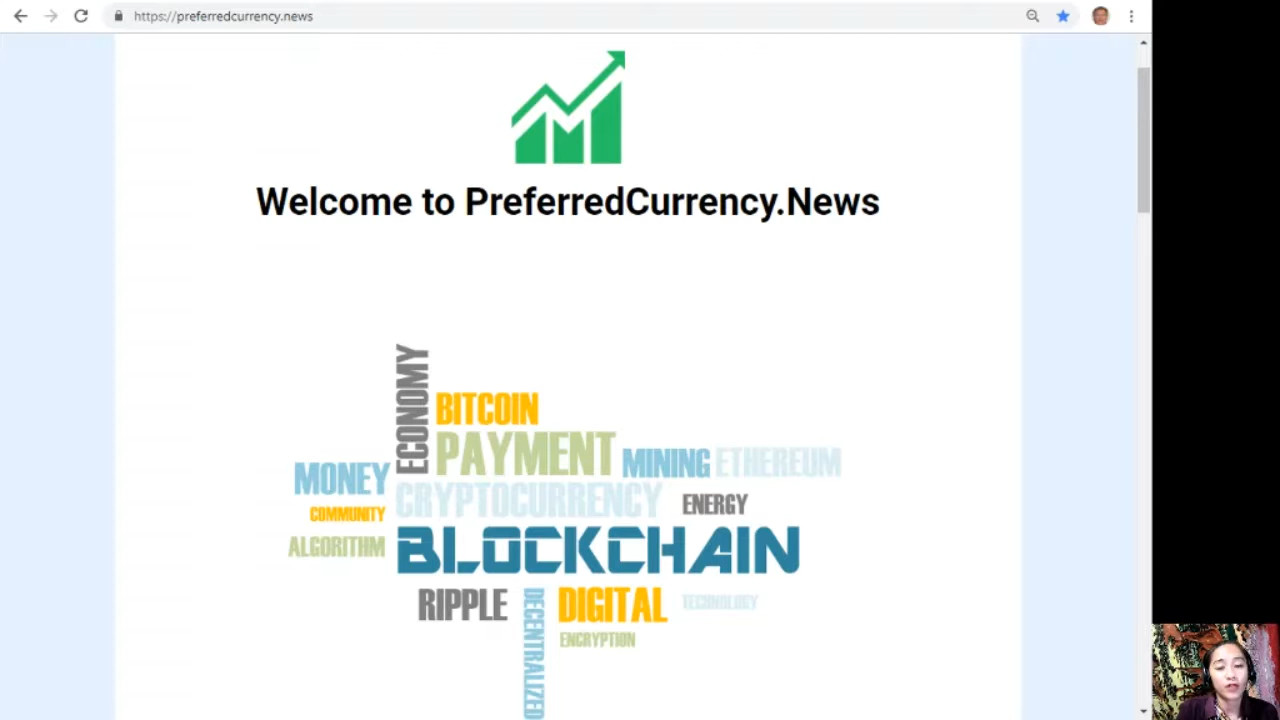 https://preferredcurrency.news
Welcome to PreferredCurrency.News
ECONOMY
BITCOIN
PAYMENT
MONEY
MINING
ETHEREUM
CRYPTOCURRENCY
ENERGY
COMMUNITY
ALGORITHM
BLOCKCHAIN
RIPPLE
DECENTRALIZED
DIGITAL
TECHNOLOGY
ENCRYPTION